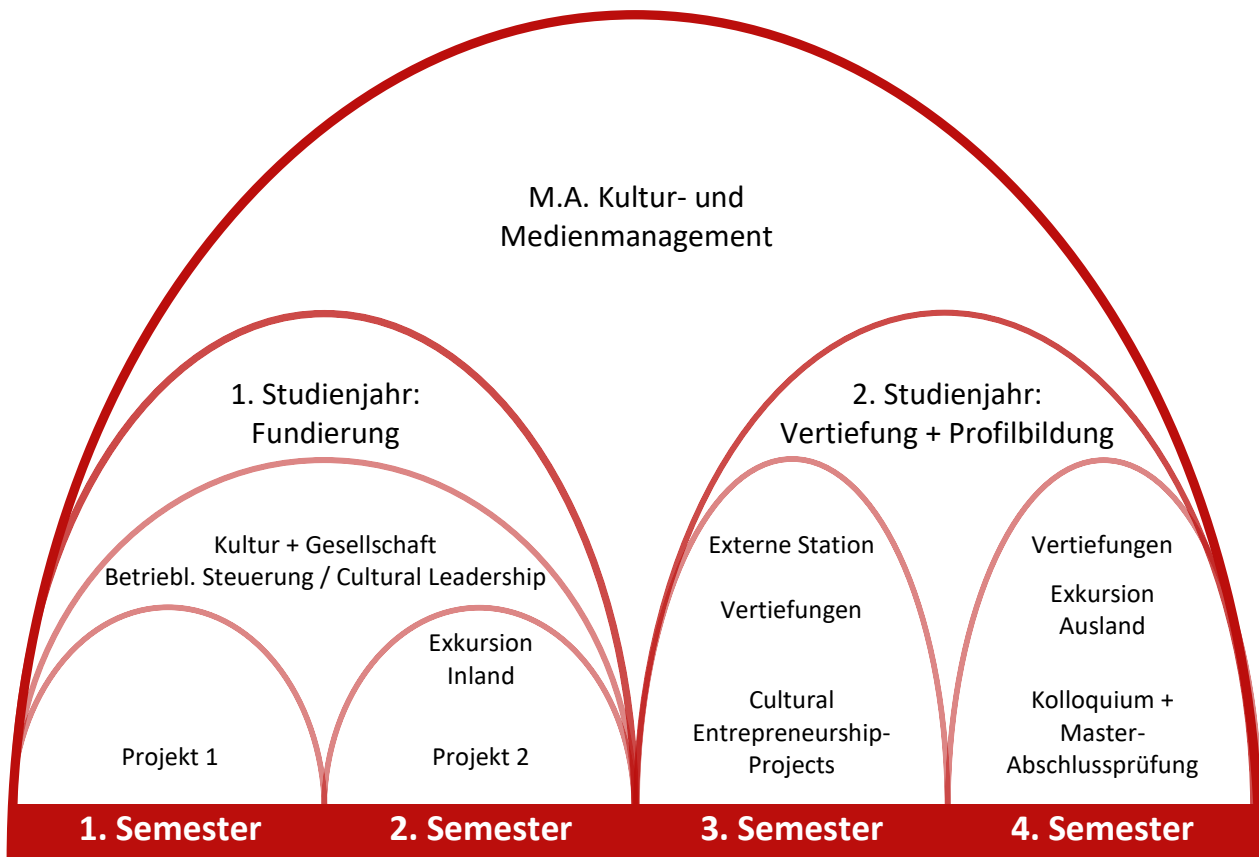 M.A. Kultur- und
Medienmanagement
1. Studienjahr:
Fundierung
Kultur + Gesellschaft
Betriebl. Steuerung / Cultural Leadership
Projekt 1
Exkursion
Inland
Projekt 2
2. Studienjahr:
Vertiefung + Profilbildung
Externe Station
Vertiefungen
Cultural
Entrepreneurship-
Projects
Vertiefungen
Exkursion
Ausland
Kolloquium +
Master-
Abschlussprüfung
1. Semester
2. Semester
3. Semester
4. Semester